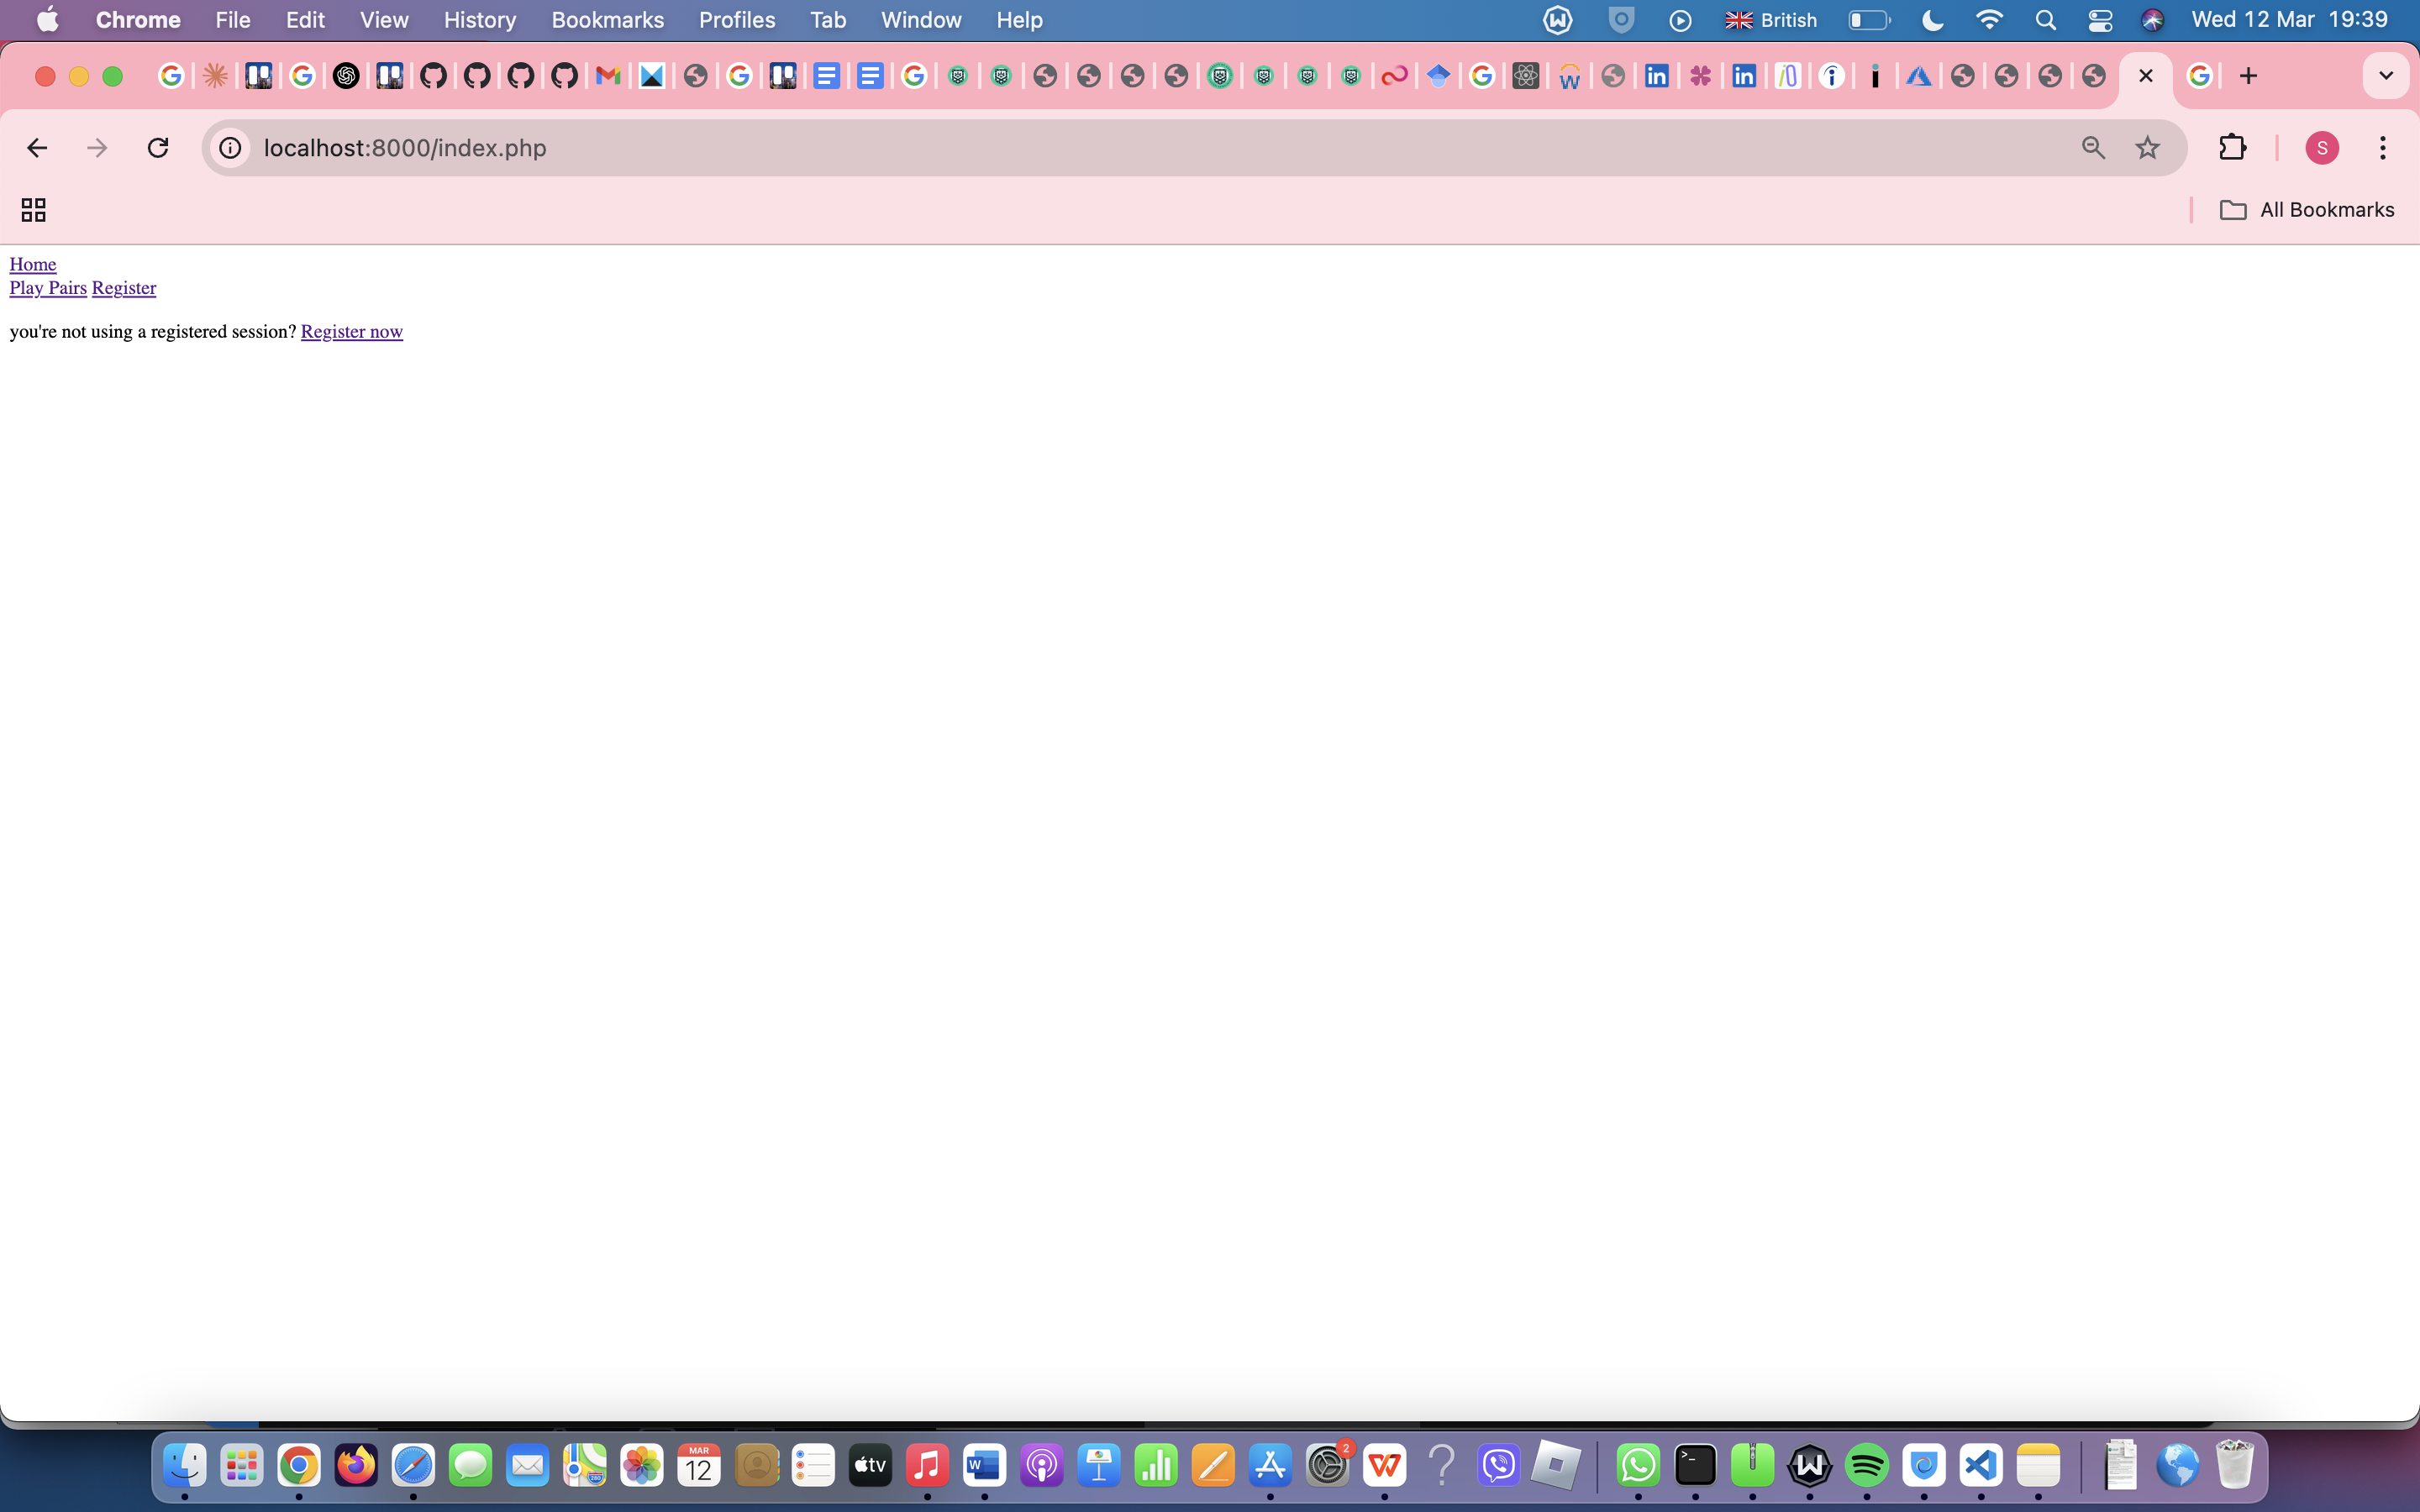 Chrome File Edit View History Bookmarks Profiles Tab Window Help British Wed 12 Mar 19:39
localhost:8000/index.php S
All Bookmarks
Home
Play Pairs Register
you're not using a registered session? Register now
MAR
12
tv
W
2